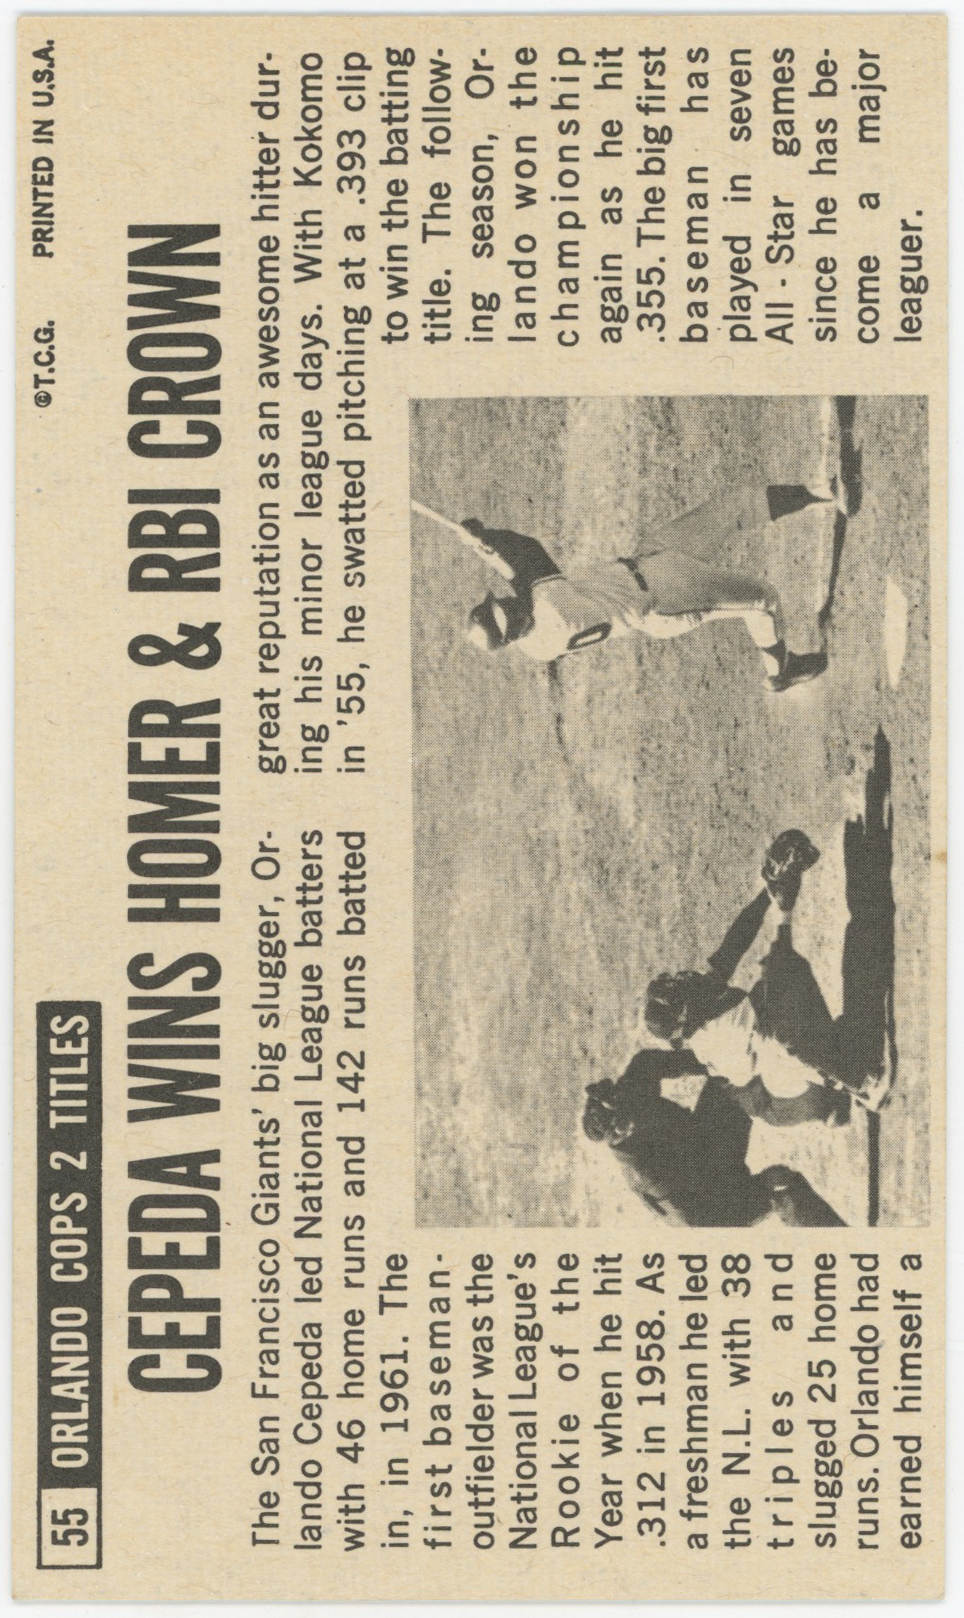 55 ORLANDO COPS 2 TITLES ©T.C.G. PRINTED IN U.S.A.
CEPEDA WINS HOMER & RBI CROWN
The San Francisco Giants' big slugger, Or-
lando Cepeda led National League batters
with 46 home runs and 142 runs batted
in, in 1961. The
first baseman-
outfielder was the
National League's
Rookie of the
Year when he hit
.312 in 1958. As
a freshman he led
the N.L. with 38
triples and
slugged 25 home
runs. Orlando had
earned himself a
great reputation as an awesome hitter dur-
ing his minor league days. With Kokomo
in '55, he swatted pitching at a .393 clip
to win the batting
title. The follow-
ing season, Or-
lando won the
championship
again as he hit
.355. The big first
baseman has
played in seven
All-Star games
since he has be-
come a major
leaguer.